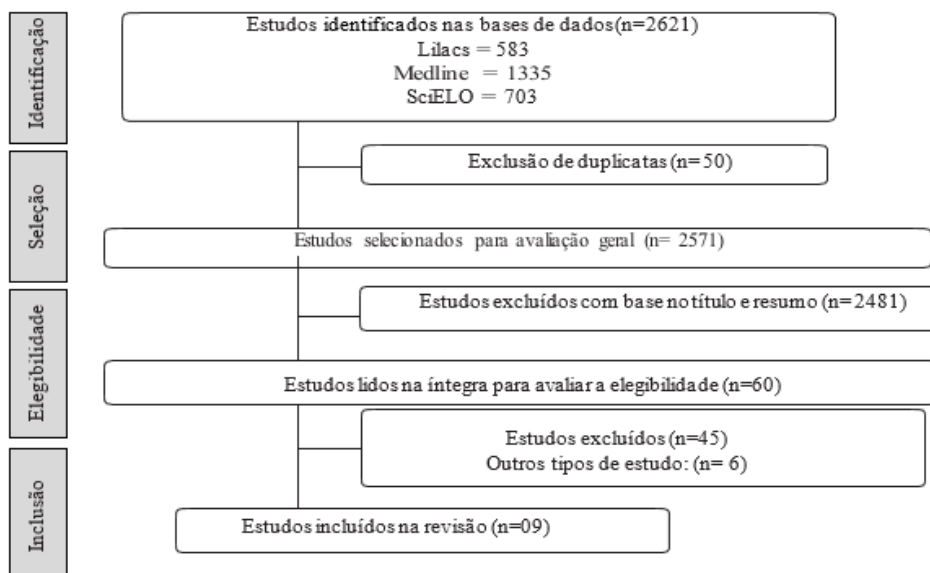 Identificação
Estudos identificados nas bases de dados(n=2621)
Lilacs = 583
Medline = 1335
SciELO = 703
Exclusão de duplicatas (n= 50)
Seleção
Estudos selecionados para avaliação geral (n= 2571)
Estudos excluídos com base no título e resumo (n=2481)
Elegibilidade
Estudos lidos na íntegra para avaliar a elegibilidade (n=60)
Estudos excluídos (n=45)
Outros tipos de estudo: (n= 6)
Inclusão
Estudos incluídos na revisão (n=09)